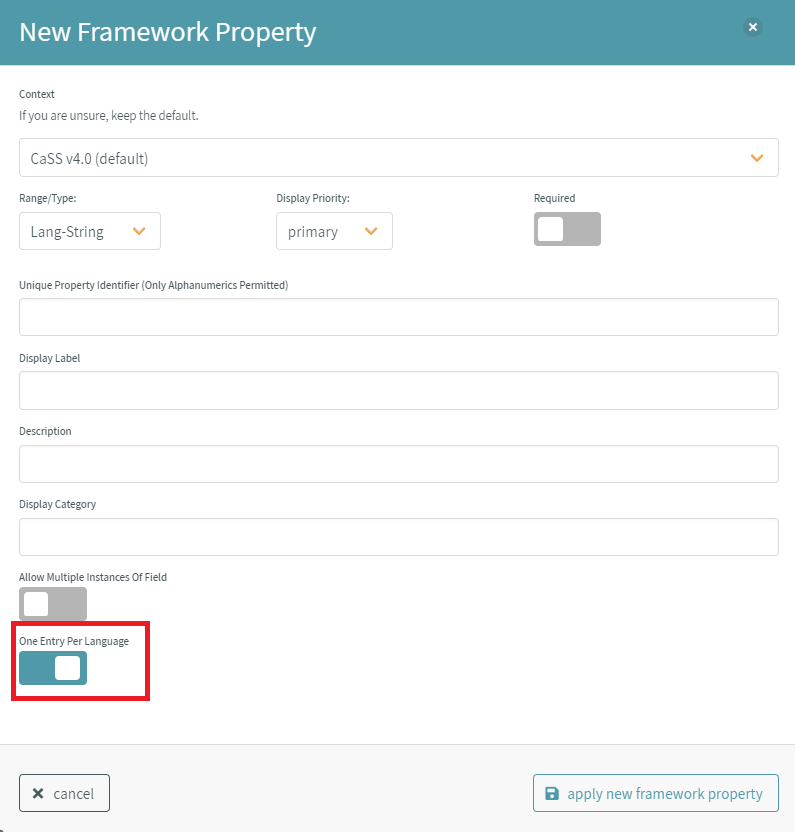 New Framework Property
Context
If you are unsure, keep the default.
CaSS v4.0 (default)
Range/Type:
Display Priority:
Required
Lang-String
primary
Unique Property Identifier (Only Alphanumerics Permitted)
Display Label
Description
Display Category
Allow Multiple Instances Of Field
One Entry Per Language
cancel
apply new framework property